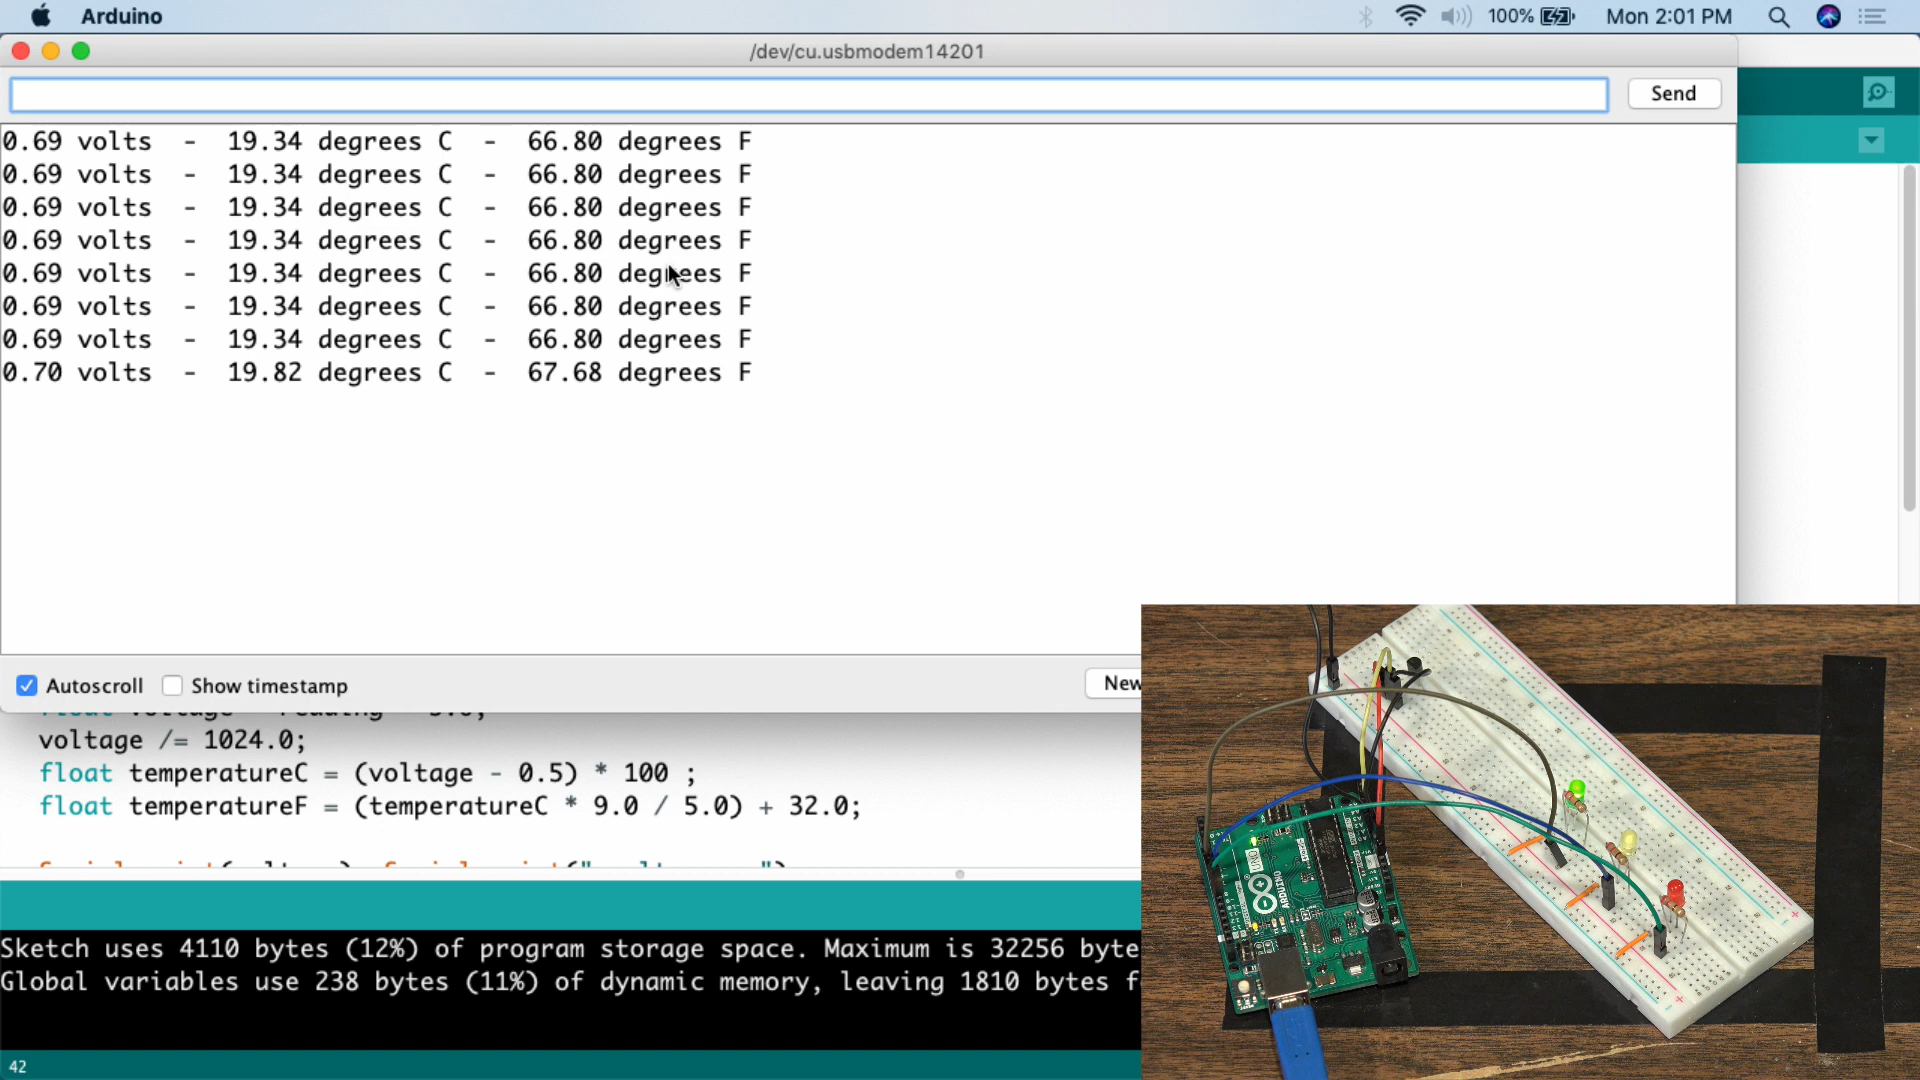 Arduino
100%
Mon 2:01 PM
/dev/cu.usbmodem14201
Send
0.69 volts - 19.34 degrees C - 66.80 degrees F
0.69 volts - 19.34 degrees C - 66.80 degrees F
0.69 volts - 19.34 degrees C - 66.80 degrees F
0.69 volts - 19.34 degrees C - 66.80 degrees F
0.69 volts - 19.34 degrees C - 66.80 degrees F
0.69 volts - 19.34 degrees C - 66.80 degrees F
0.69 volts - 19.34 degrees C - 66.80 degrees F
0.70 volts - 19.82 degrees C - 67.68 degrees F
Autoscroll
Show timestamp
New
voltage /= 1024.0;
float temperatureC = (voltage - 0.5) * 100 ;
float temperatureF = (temperatureC * 9.0 / 5.0) + 32.0;
Sketch uses 4110 bytes (12%) of program storage space. Maximum is 32256 byte
Global variables use 238 bytes (11%) of dynamic memory, leaving 1810 bytes f
42
UNO
ARDUINO